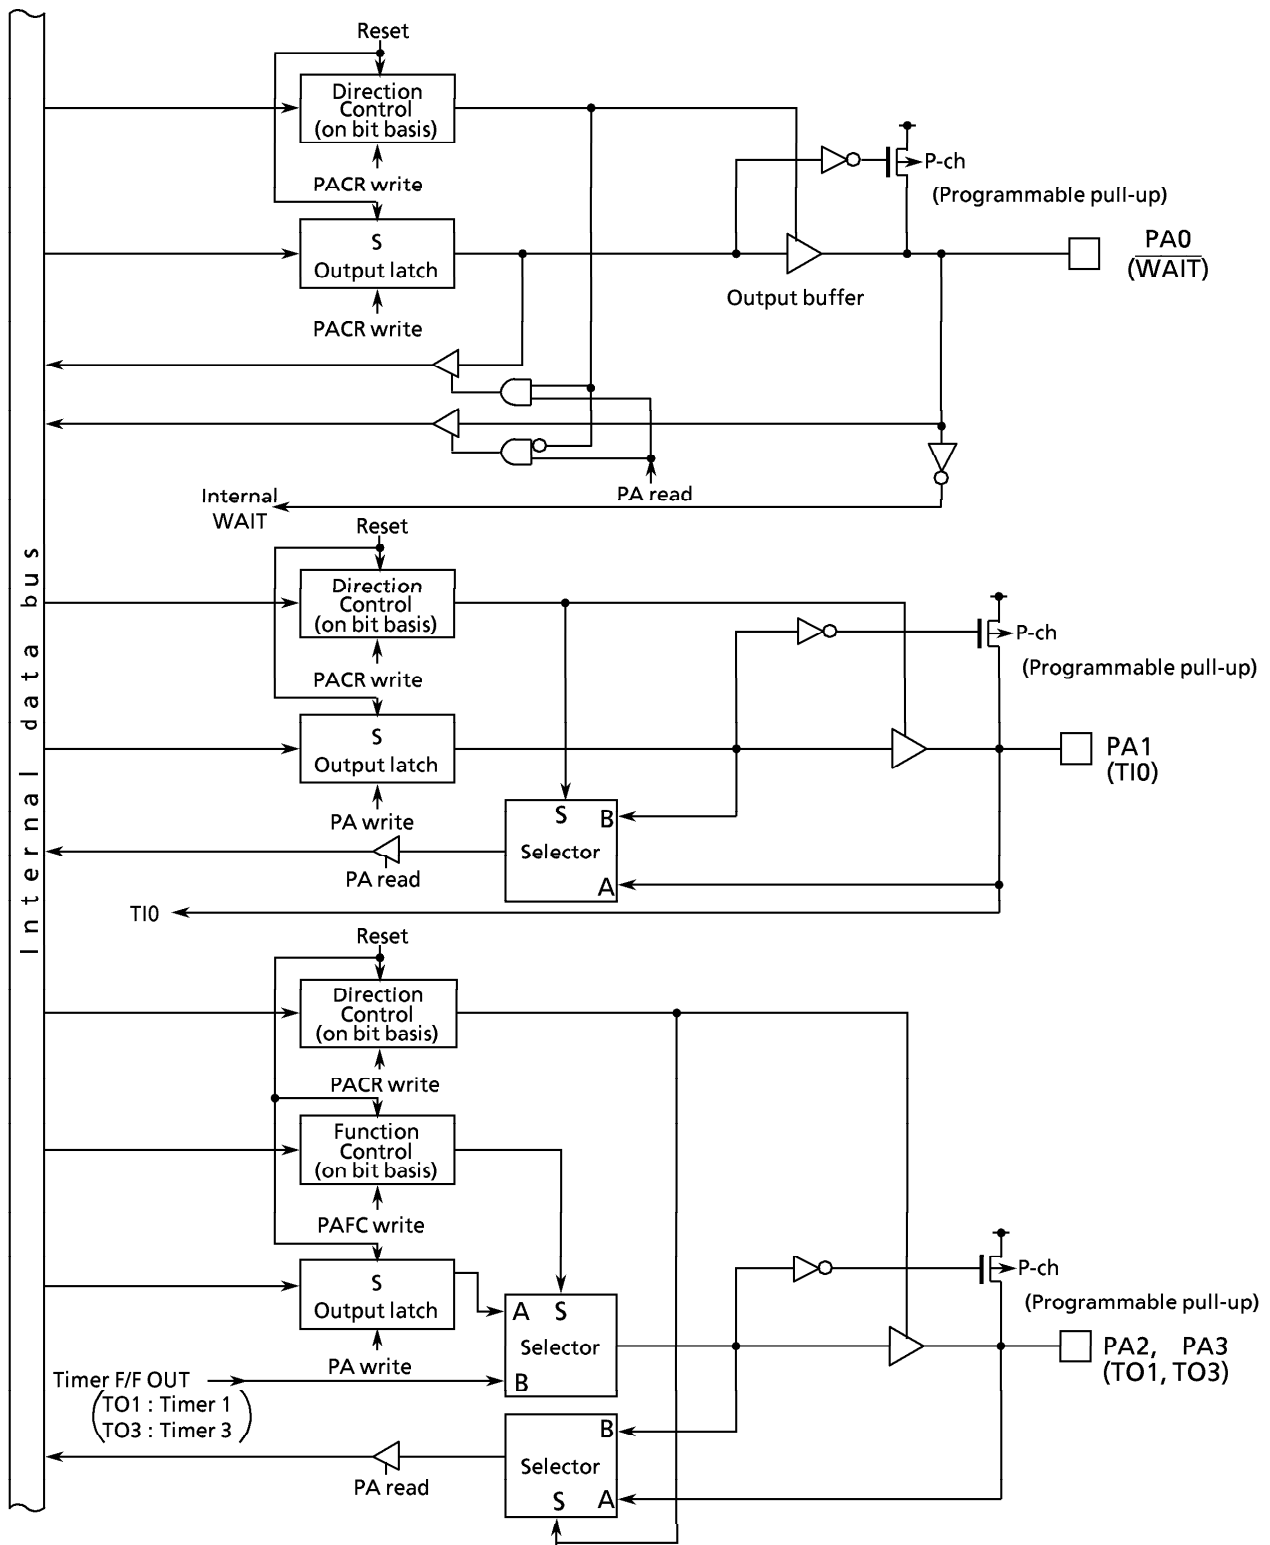 Reset
Direction
Control
(on bit basis)
P-ch
PACR write
(Programmable pull-up)
S
Output latch
PA0
(WAIT)
Output buffer
PACR write
PA read
Internal
WAIT
Reset
Internal data bus
Direction
Control
(on bit basis)
P-ch
PACR write
(Programmable pull-up)
S
Output latch
PA1
(TI0)
PA write
S
B
Selector
A
PA read
TI0
Reset
Direction
Control
(on bit basis)
PACR write
Function
Control
(on bit basis)
PAFC write
P-ch
S
Output latch
(Programmable pull-up)
A S
Selector
B
PA2, PA3
(TO1, TO3)
PA write
Timer F/F OUT
(TO1 : Timer 1
TO3 : Timer 3)
B
Selector
S A
PA read